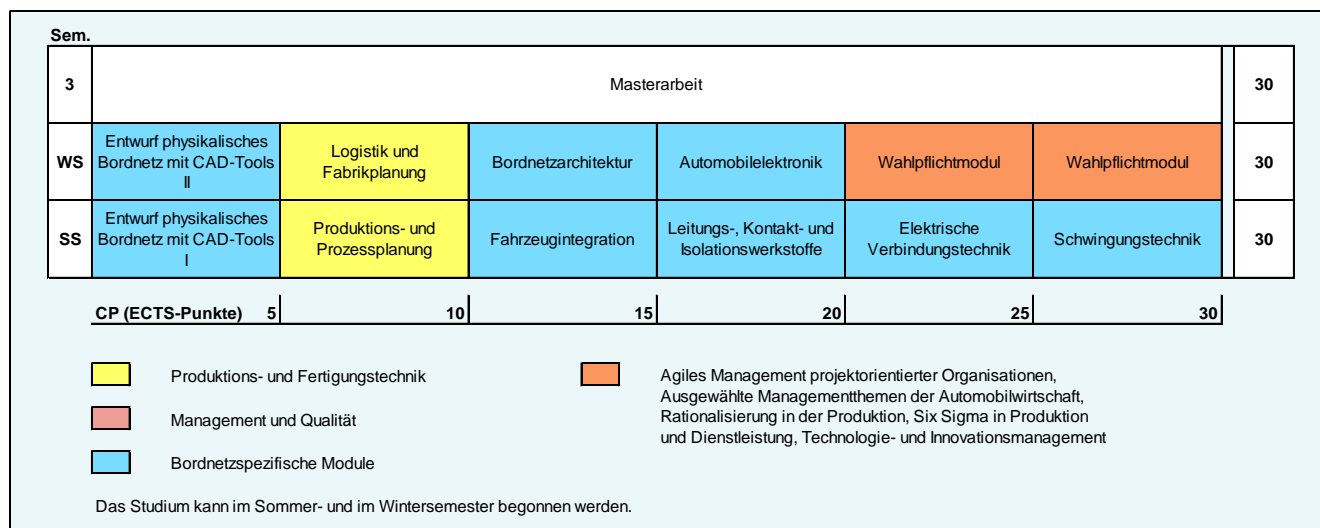 Sem.
3
Masterarbeit
30
WS
Entwurf physikalisches
Bordnetz mit CAD-Tools
II
Logistik und
Fabrikplanung
Bordnetzarchitektur
Automobilelektronik
Wahlpflichtmodul
Wahlpflichtmodul
30
SS
Entwurf physikalisches
Bordnetz mit CAD-Tools
I
Produktions- und
Prozessplanung
Fahrzeugintegration
Leitungs-, Kontakt- und
Isolationswerkstoffe
Elektrische
Verbindungstechnik
Schwingungstechnik
30
CP (ECTS-Punkte) 5 10 15 20 25 30
Produktions- und Fertigungstechnik
Management und Qualität
Bordnetzspezifische Module
Agiles Management projektorientierter Organisationen,
Ausgewählte Managementthemen der Automobilwirtschaft,
Rationalisierung in der Produktion, Six Sigma in Produktion
und Dienstleistung, Technologie- und Innovationsmanagement
Das Studium kann im Sommer- und im Wintersemester begonnen werden.